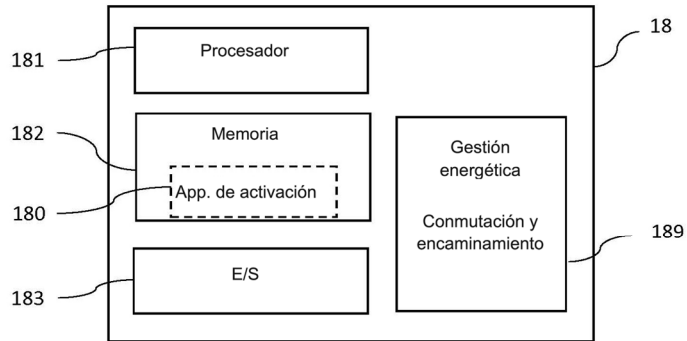 181
Procesador
18
182
Memoria
180
App. de activación
Gestión
energética
Conmutación y
encaminamiento
189
183
E/S